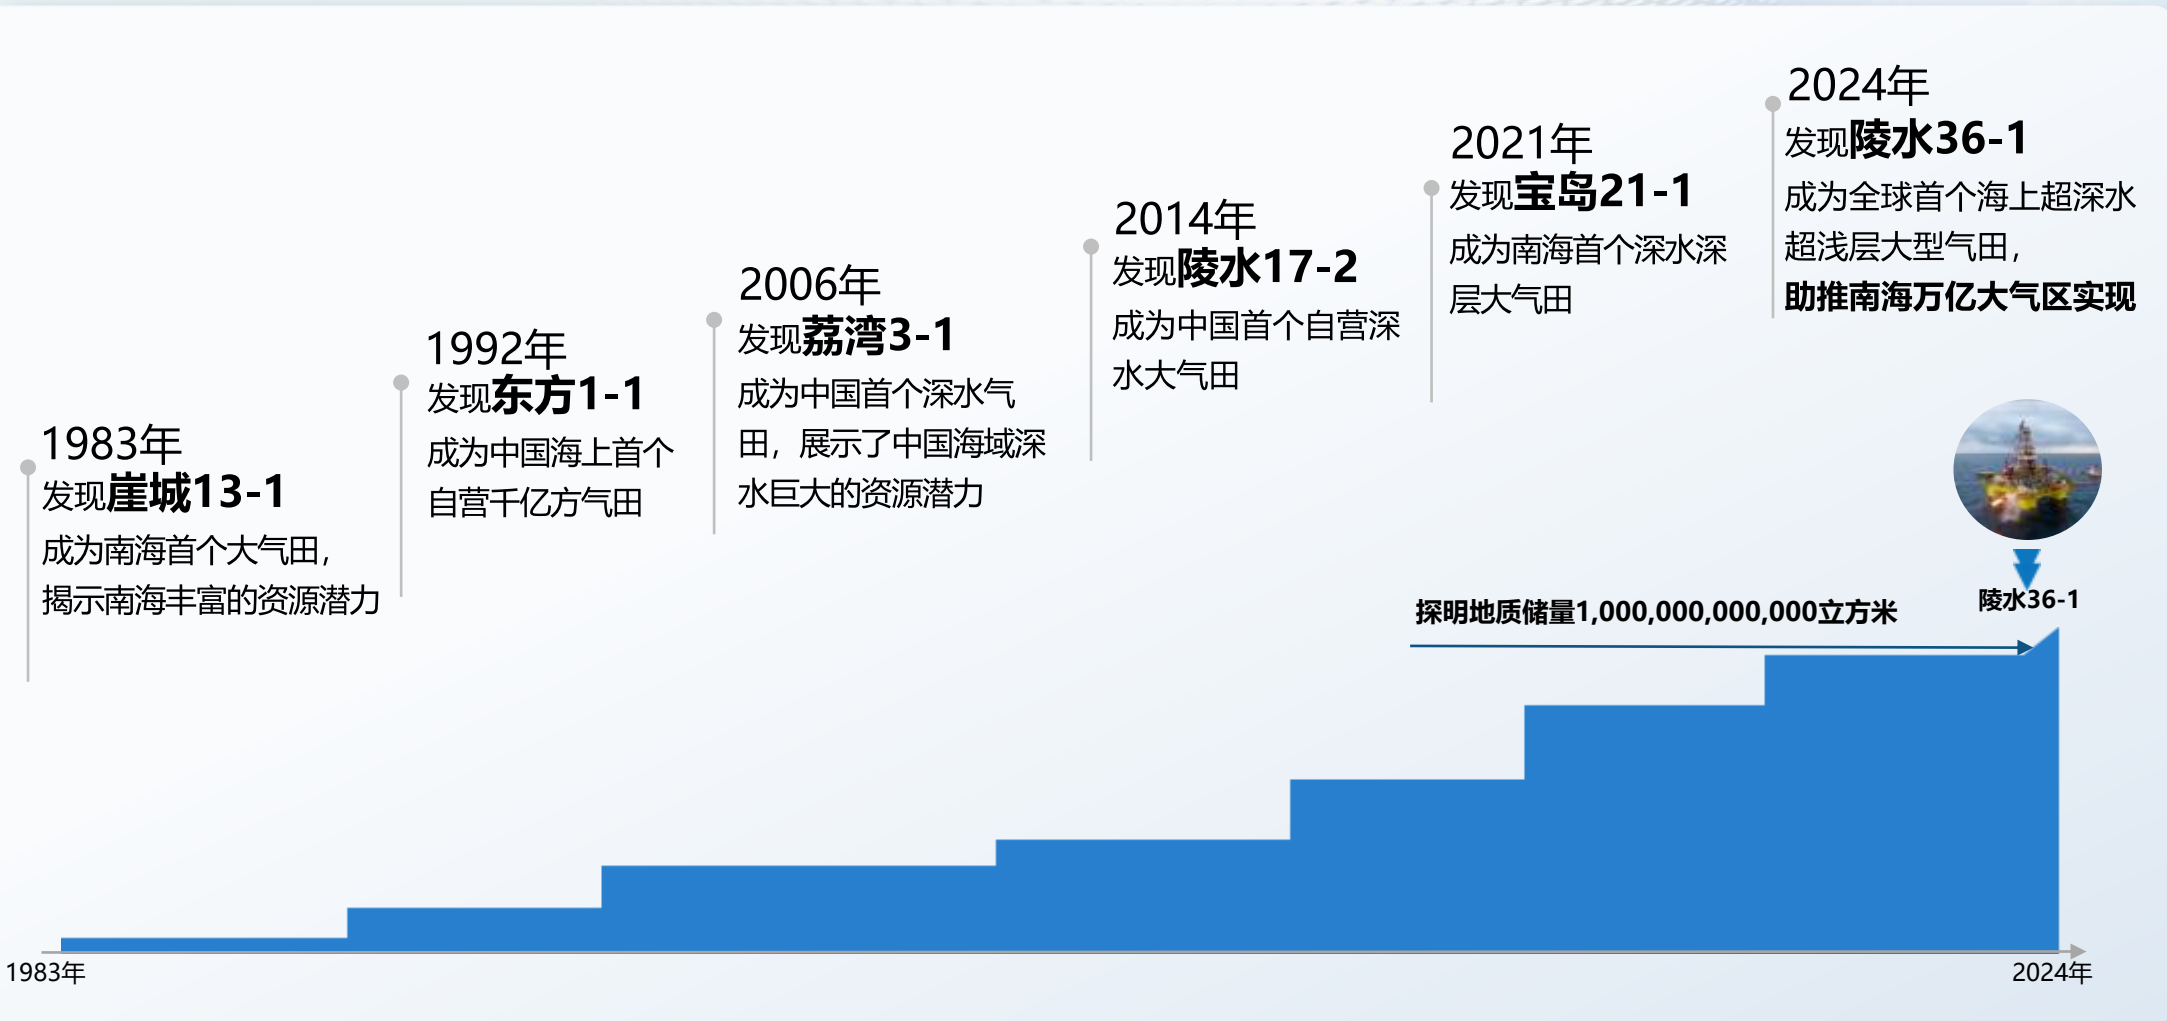 1983年
发现崖城13-1
成为南海首个大气田，
揭示南海丰富的资源潜力
1992年
发现东方1-1
成为中国海上首个
自营千亿方气田
2006年
发现荔湾3-1
成为中国首个深水气
田，展示了中国海域深
水巨大的资源潜力
2014年
发现陵水17-2
成为中国首个自营深
水大气田
2021年
发现宝岛21-1
成为南海首个深水深
层大气田
2024年
发现陵水36-1
成为全球首个海上超深水
超浅层大型气田，
助推南海万亿大气区实现
陵水36-1
探明地质储量1,000,000,000,000立方米
1983年
2024年